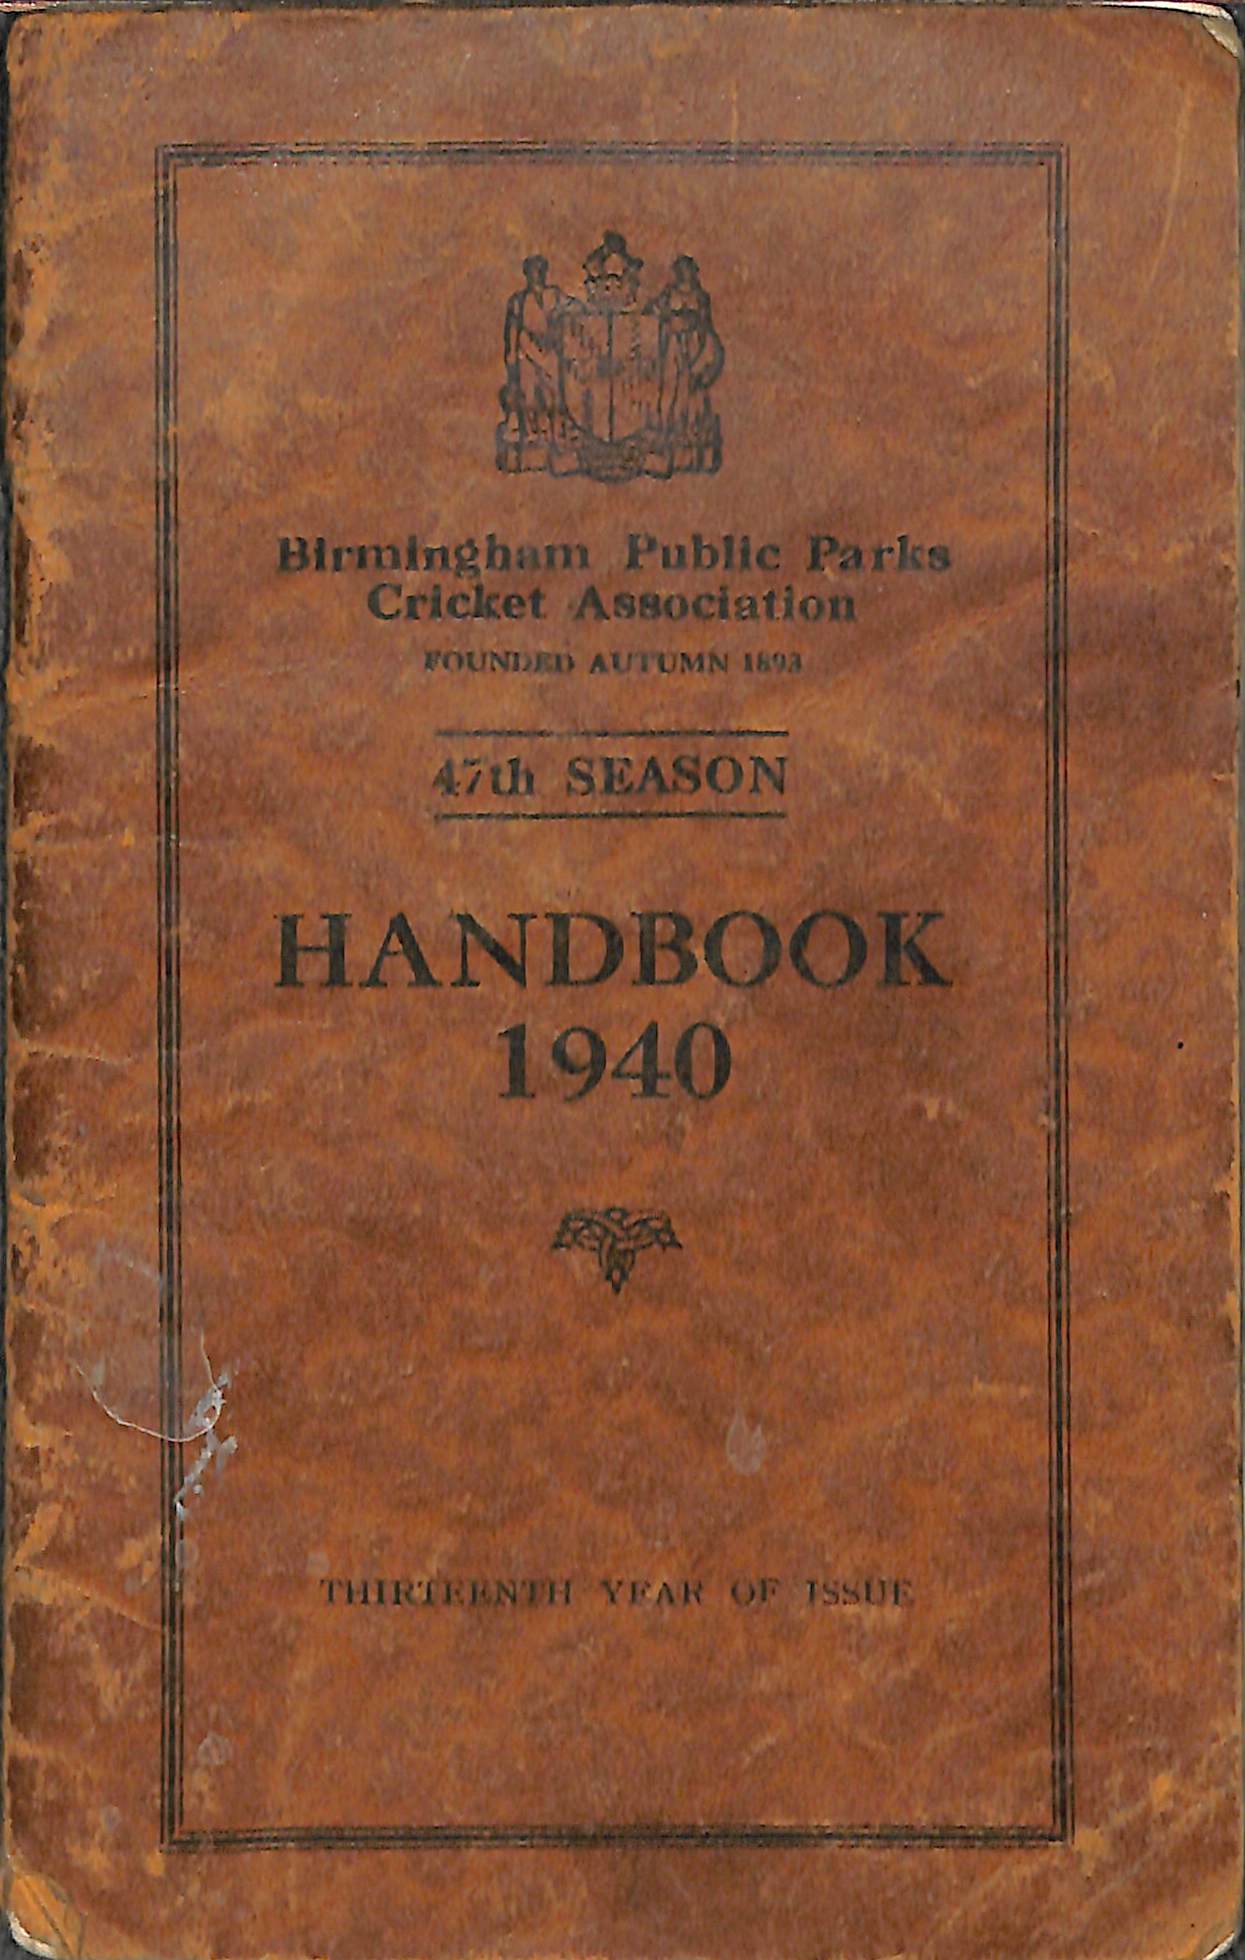 Birmingham Public Parks
Cricket Association
FOUNDED AUTUMN 1893
47th SEASON
HANDBOOK
1940
THIRTEENTH YEAR OF ISSUE